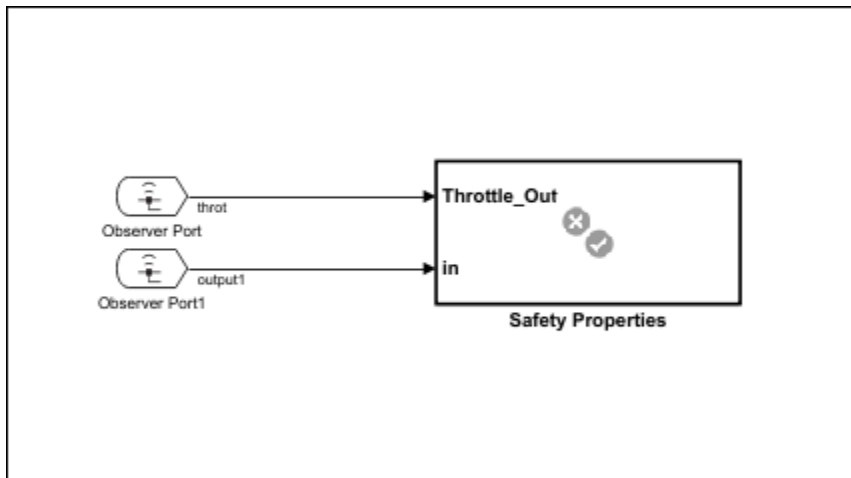 Throttle_Out
throt
Observer Port
in
output1
Observer Port1
Safety Properties